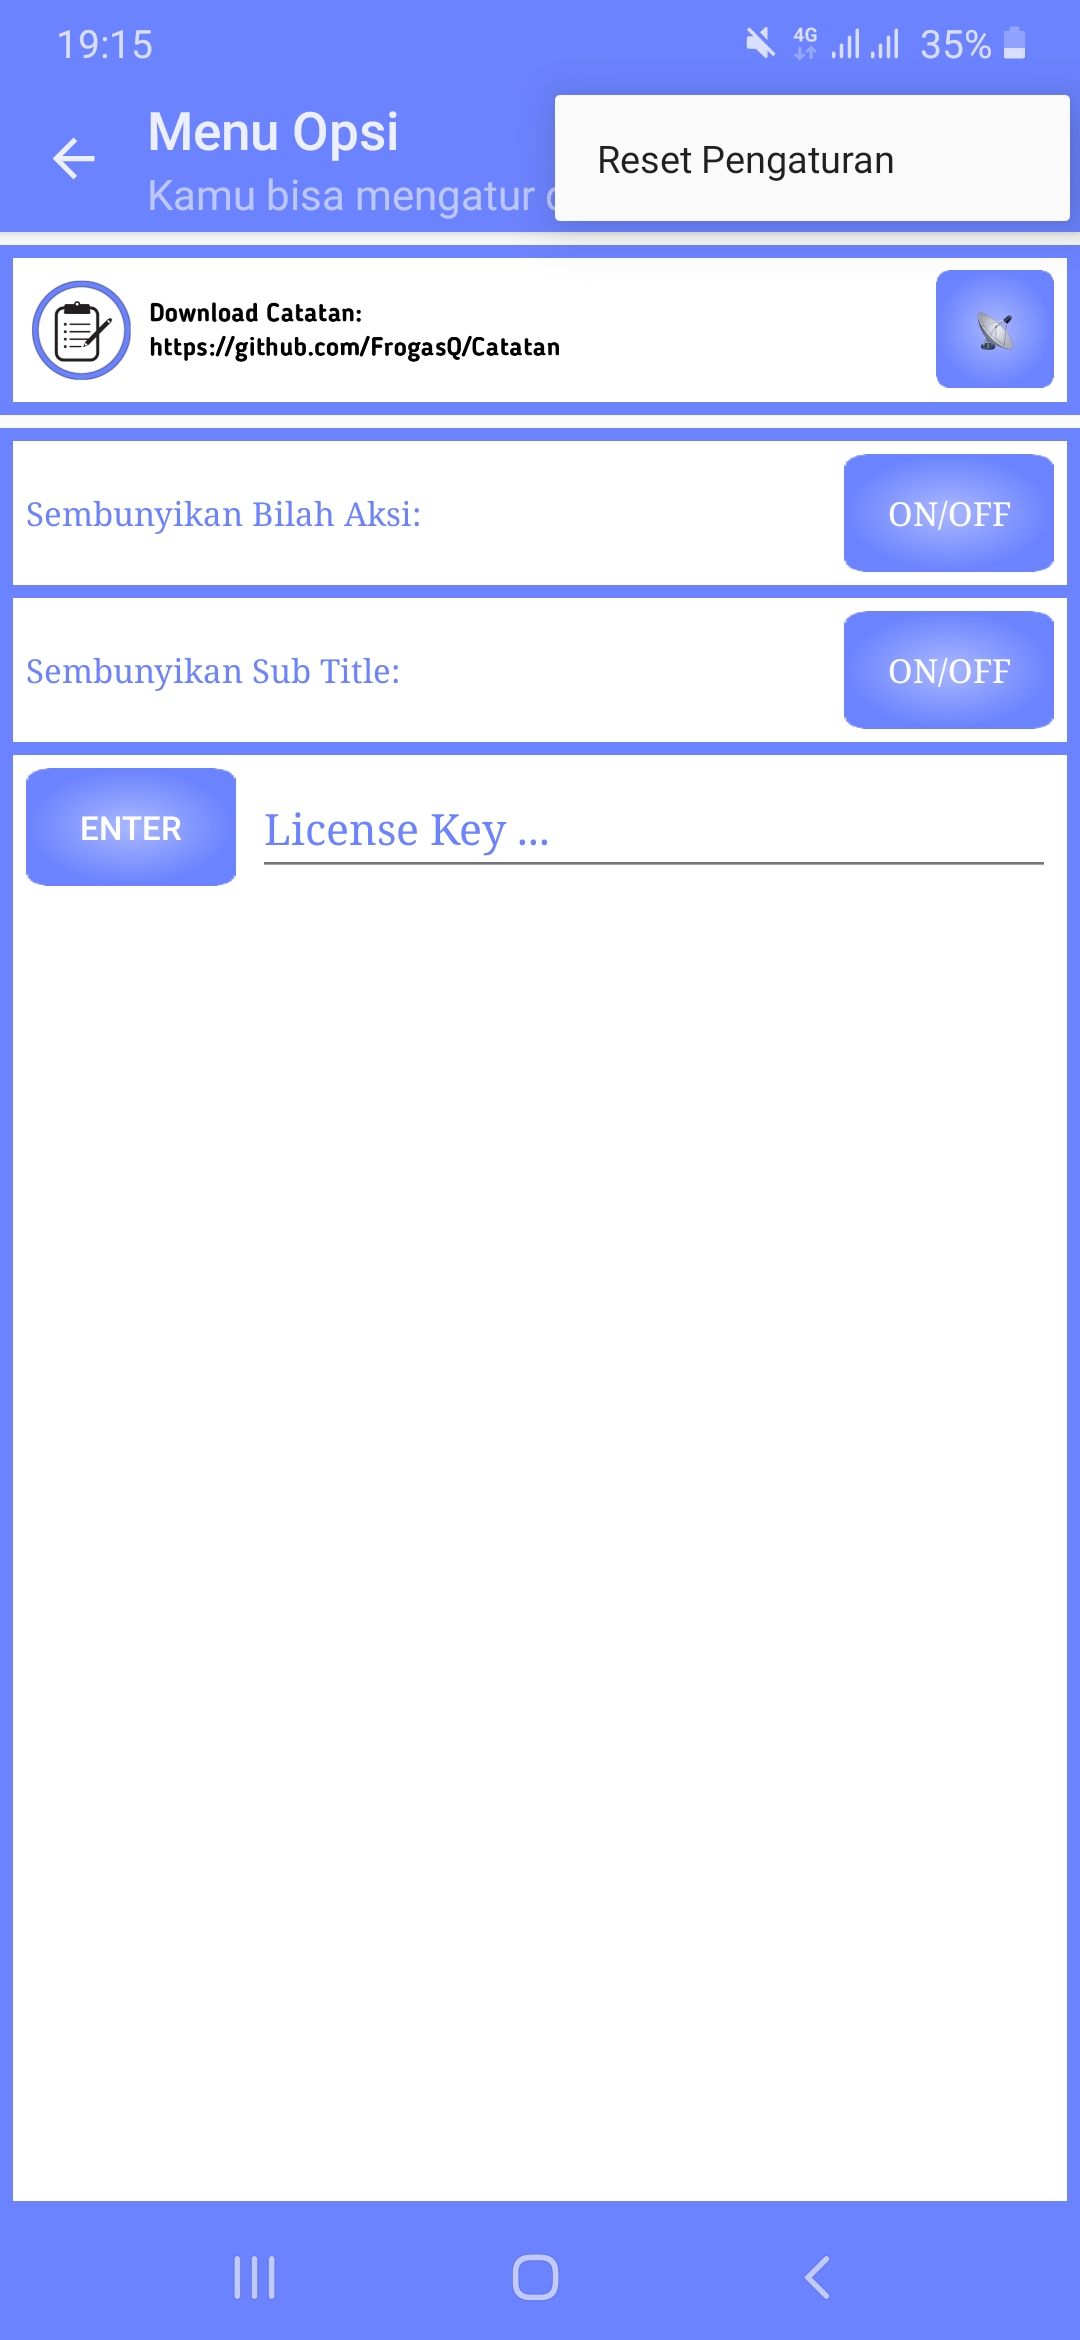 19:15
4G
35%
Menu Opsi
Kamu bisa mengatur
Reset Pengaturan
Download Catatan:
https://github.com/FrogasQ/Catatan
Sembunyikan Bilah Aksi:
ON/OFF
Sembunyikan Sub Title:
ON/OFF
ENTER
License Key ...